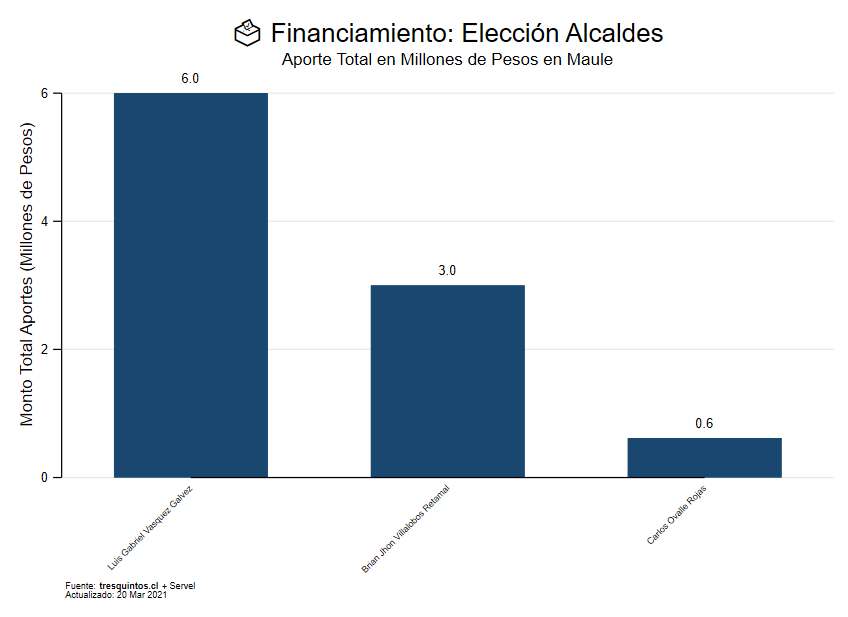 Financiamiento: Elección Alcaldes
Aporte Total en Millones de Pesos en Maule
Monto Total Aportes (Millones de Pesos)
6
4
2
0
6.0
3.0
0.6
Luis Gabriel Vasquez Galvez
Brian Jhon Villalobos Retamal
Carlos Ovalle Rojas
Fuente: tresquintos.cl + Servel
Actualizado: 20 Mar 2021